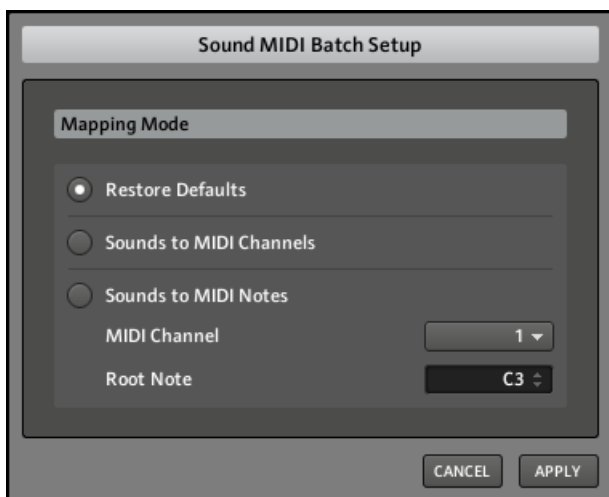 Sound MIDI Batch Setup
Mapping Mode
Restore Defaults
Sounds to MIDI Channels
Sounds to MIDI Notes
MIDI Channel 1
Root Note C3
CANCEL APPLY